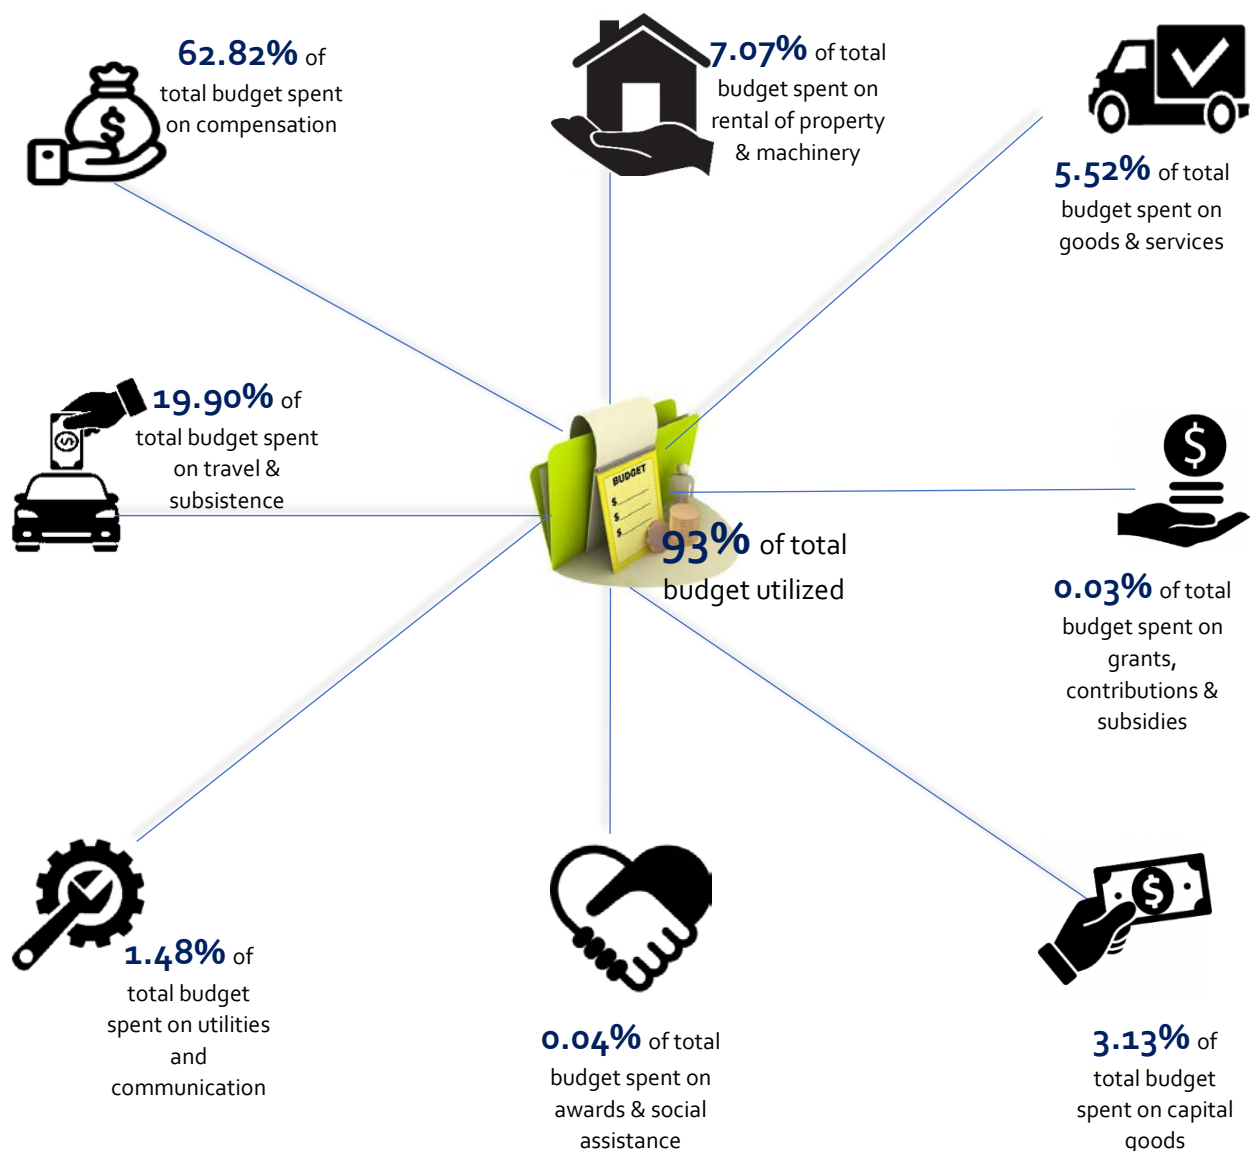 62.82% of
total budget spent
on compensation
7.07% of total
budget spent on
rental of property
& machinery
5.52% of total
budget spent on
goods & services
19.90% of
total budget spent
on travel &
subsistence
BUDGET
$
$
$
93% of total
budget utilized
$
0.03% of total
budget spent on
grants,
contributions &
subsidies
1.48% of
total budget
spent on utilities
and
communication
0.04% of total
budget spent on
awards & social
assistance
$
3.13% of
total budget
spent on capital
goods